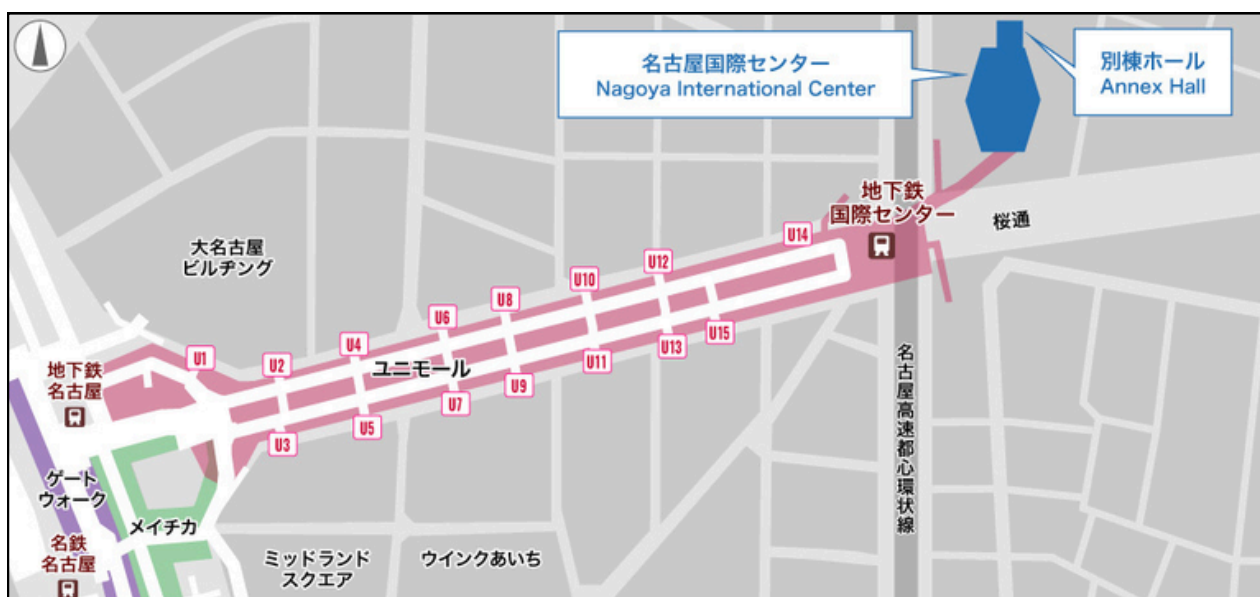 名古屋国際センター
Nagoya International Center
別棟ホール
Annex Hall
地下鉄
国際センター
桜通
大名古屋
ビルヂング
U14
U12
U10
U8
U6
U4
U2
U1
ユニモール
U15
U13
U11
U9
U7
U5
U3
地下鉄
名古屋
名古屋高速都心環状線
ゲート
ウォーク
メイチカ
名鉄
名古屋
ミッドランド
スクエア
ウインクあいち